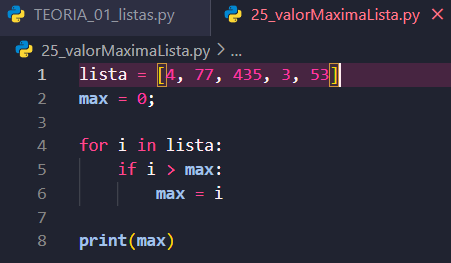 TEORIA_01_listas.py 25_valorMaximaLista.py ×
25_valorMaximaLista.py > ...
1 lista = [4, 77, 435, 3, 53]
2 max = 0;
3
4 for i in lista:
5     if i > max:
6         max = i
7
8 print(max)